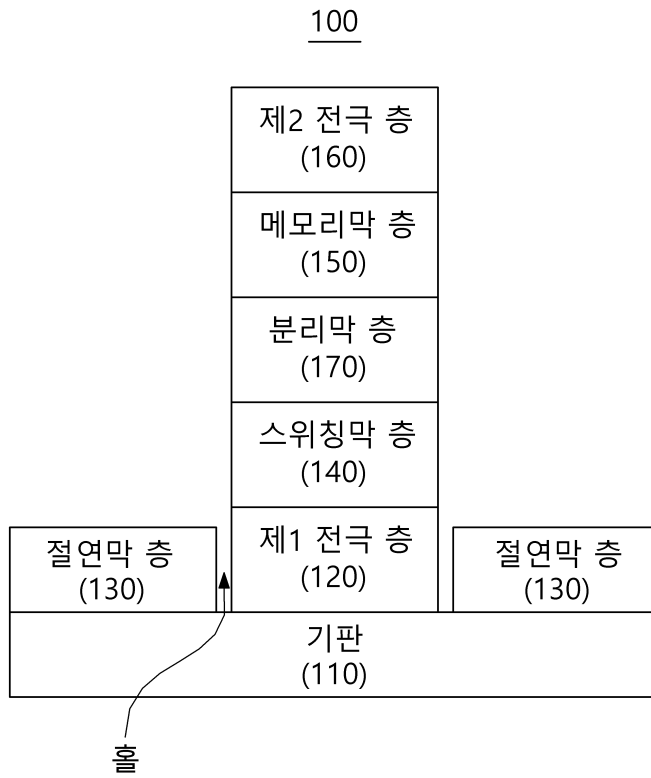 100
제2 전극 층
(160)
메모리막 층
(150)
분리막 층
(170)
스위칭막 층
(140)
제1 전극 층
(120)
절연막 층
(130)
절연막 층
(130)
기판
(110)
홀